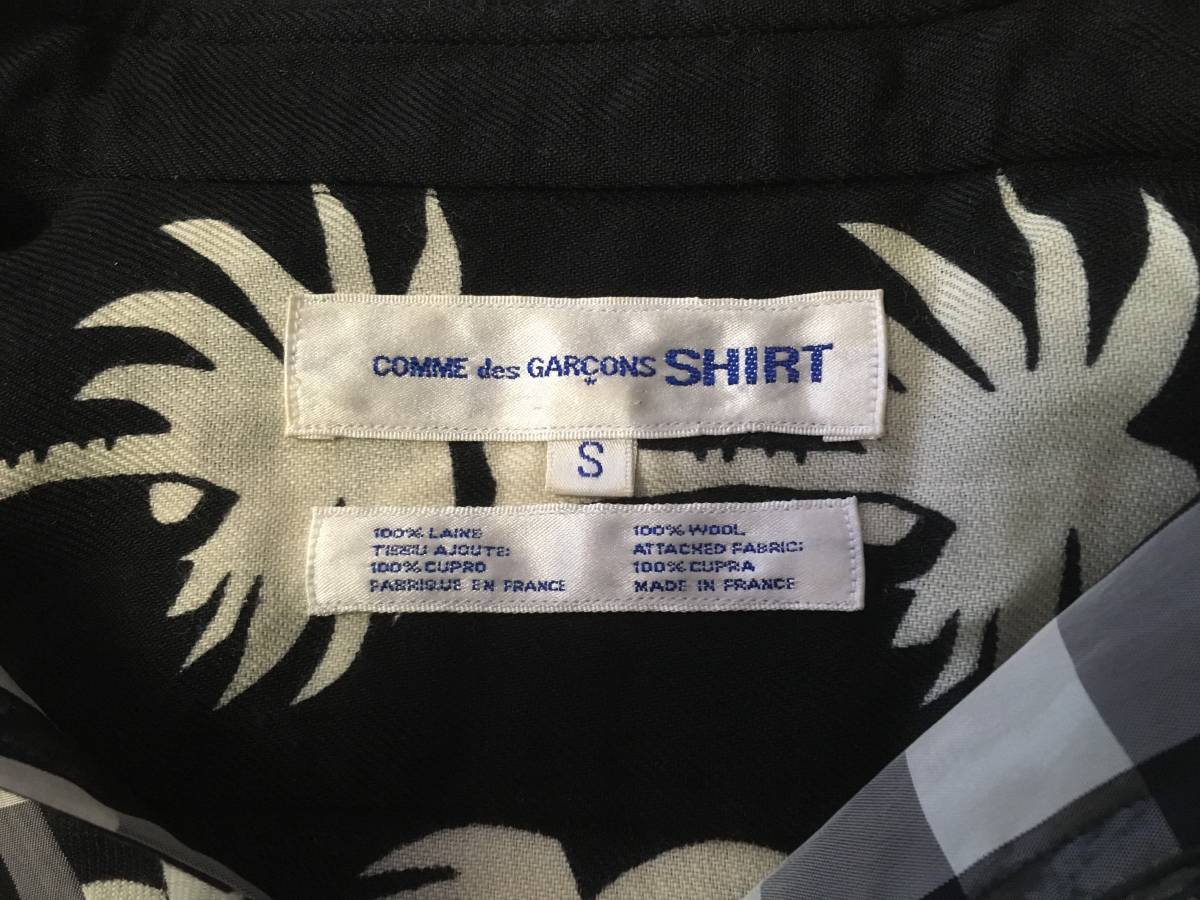 COMME des GARÇONS SHIRT
*
S
100% LAINE
TISSU AJOUTE:
100% CUPRO
FABRIQUE EN FRANCE
100% WOOL
ATTACHED FABRIC:
100% CUPRA
MADE IN FRANCE